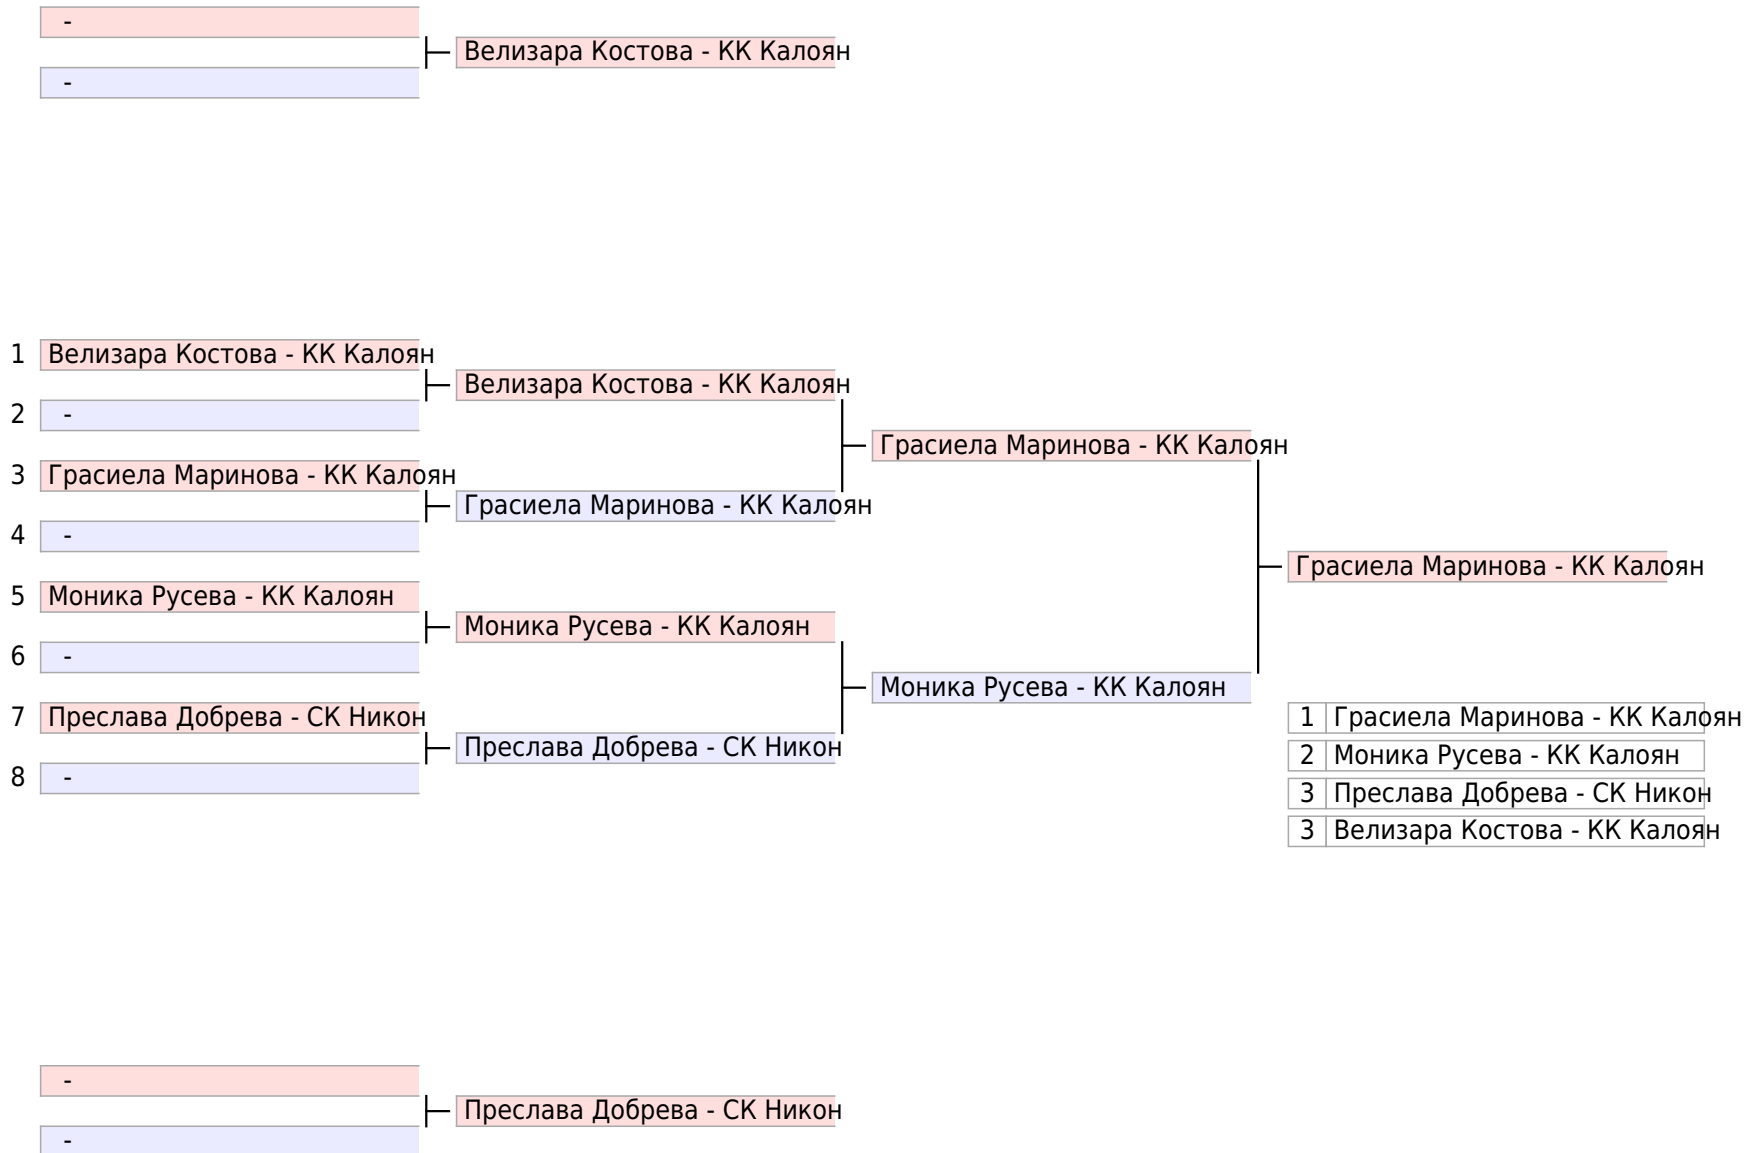 -
Велизара Костова - КК Калоян
-
1 Велизара Костова - КК Калоян
Велизара Костова - КК Калоян
2 -
Грасиела Маринова - КК Калоян
3 Грасиела Маринова - КК Калоян
Грасиела Маринова - КК Калоян
4 -
Грасиела Маринова - КК Калоян
5 Моника Русева - КК Калоян
Моника Русева - КК Калоян
6 -
Моника Русева - КК Калоян
7 Преслава Добрева - СК Никон
Преслава Добрева - СК Никон
8 -
1 Грасиела Маринова - КК Калоян
2 Моника Русева - КК Калоян
3 Преслава Добрева - СК Никон
3 Велизара Костова - КК Калоян
-
Преслава Добрева - СК Никон
-